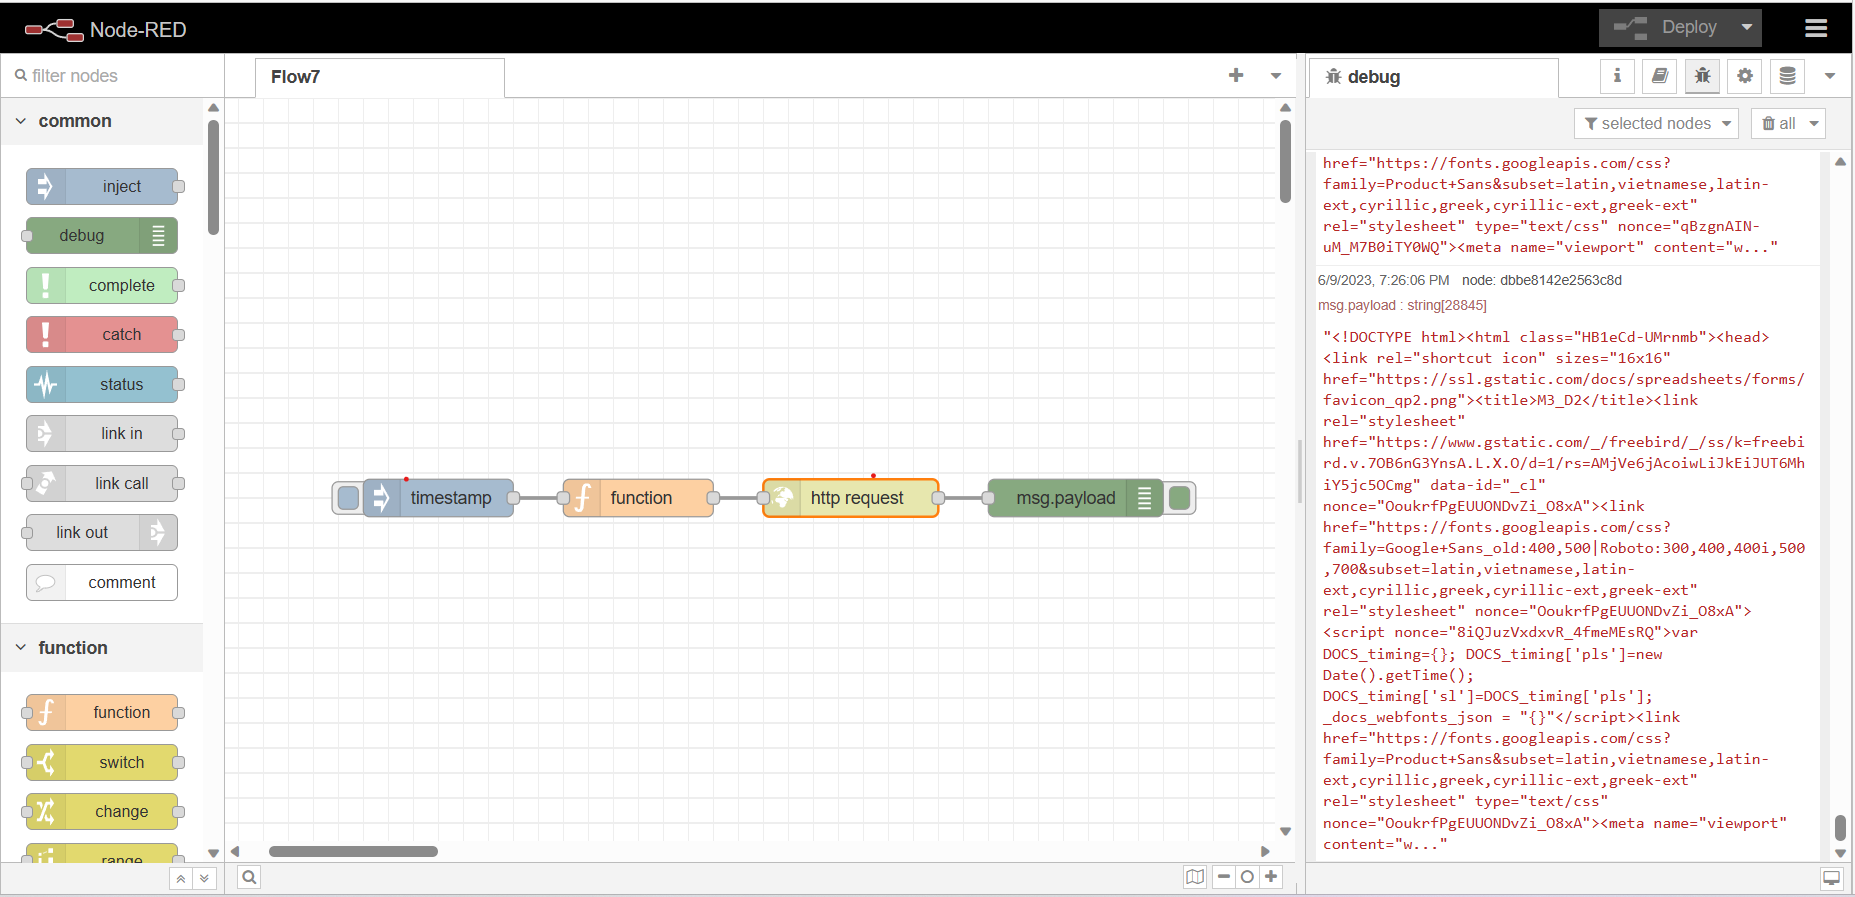 Node-RED
Deploy
filter nodes
Flow7
debug
common
selected nodes
all
inject
debug
complete
catch
status
link in
link call
link out
comment
function
function
switch
change
range
timestamp
function
http request
msg.payload
href="https://fonts.googleapis.com/css?
family=Product+Sans&subset=latin,vietnamese,latin-
ext,cyrillic,greek,cyrillic-ext,greek-ext"
rel="stylesheet" type="text/css" nonce="qBzgnAIN-
uM_M7B0iTY0WQ"><meta name="viewport" content="w..."
6/9/2023, 7:26:06 PM node: dbbe8142e2563c8d
msg.payload : string[28845]
"<!DOCTYPE html><html class="HB1eCd-UMrnmb"><head>
<link rel="shortcut icon" sizes="16x16"
href="https://ssl.gstatic.com/docs/spreadsheets/forms/
favicon_qp2.png"><title>M3_D2</title><link
rel="stylesheet"
href="https://www.gstatic.com/_/freebird/_/ss/k=freebi
rd.v.7OB6nG3YnsA.L.X.O/d=1/rs=AMjVe6jAcoiwLiJkEiJUT6Mh
iY5jc5OCmg" data-id="_cl"
nonce="OoukrfPgEUUONDvZi_O8xA"><link
href="https://fonts.googleapis.com/css?
family=Google+Sans_old:400,500|Roboto:300,400,400i,500
,700&subset=latin,vietnamese,latin-
ext,cyrillic,greek,cyrillic-ext,greek-ext"
rel="stylesheet" nonce="OoukrfPgEUUONDvZi_O8xA">
<script nonce="8iQJuzVxdxvR_4fmeMEsRQ">var
DOCS_timing={}; DOCS_timing['pls']=new
Date().getTime();
DOCS_timing['sl']=DOCS_timing['pls'];
_docs_webfonts_json = "{}"</script><link
href="https://fonts.googleapis.com/css?
family=Product+Sans&subset=latin,vietnamese,latin-
ext,cyrillic,greek,cyrillic-ext,greek-ext"
rel="stylesheet" type="text/css"
nonce="OoukrfPgEUUONDvZi_O8xA"><meta name="viewport"
content="w..."